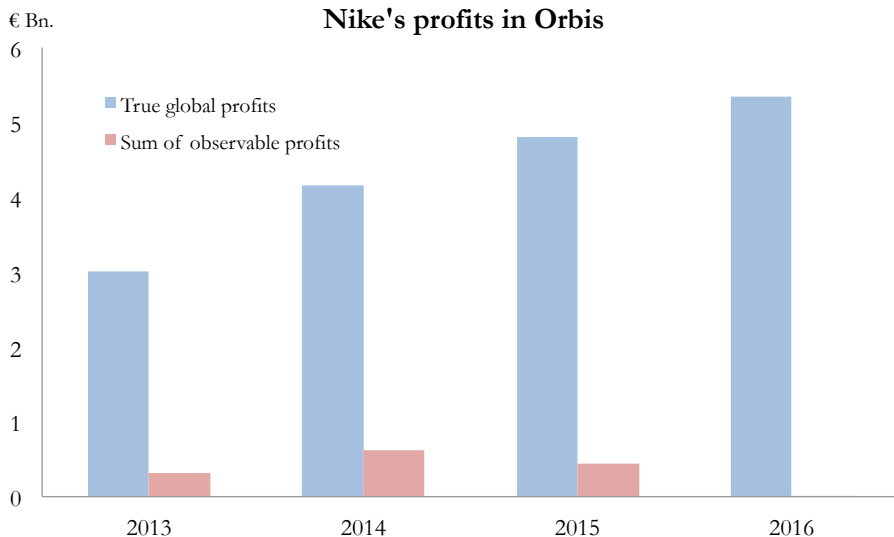 Nike's profits in Orbis
€ Bn.
6
5
4
3
2
1
0
True global profits
Sum of observable profits
2013 2014 2015 2016